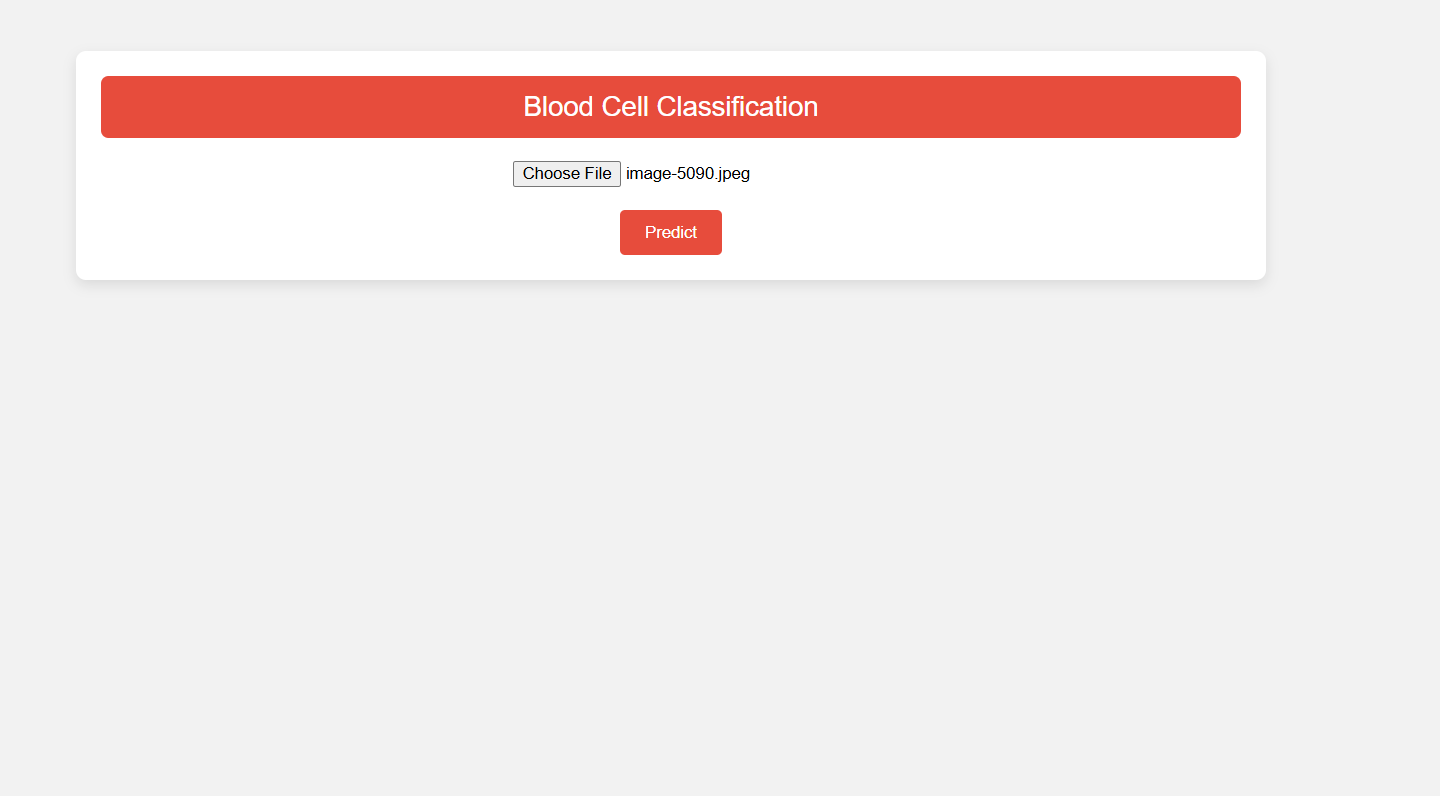 Blood Cell Classification
Choose File image-5090.jpeg
Predict